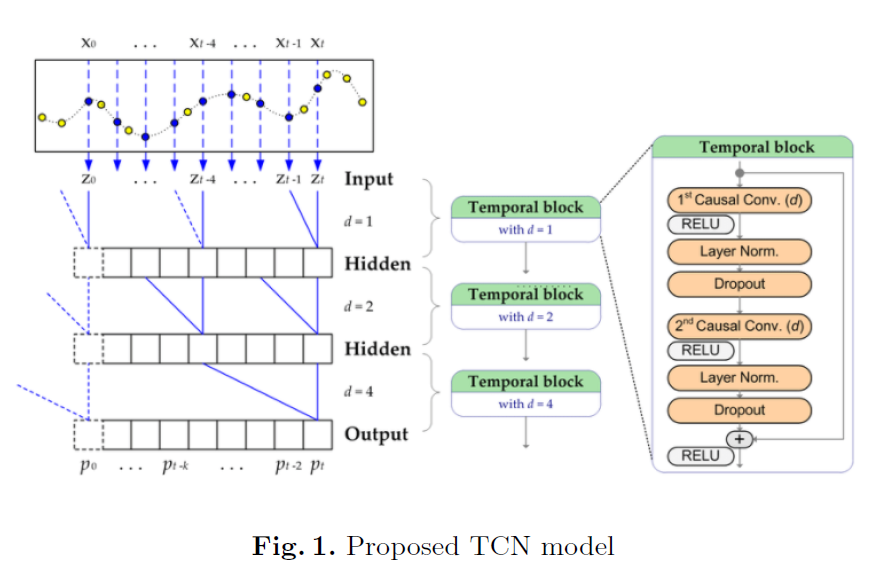 x0 . . . xt-4 . . . xt-1 xt
z0 . . . zt-4 . . . zt-1 zt Input
d = 1
Hidden
d = 2
Hidden
d = 4
Output
p0 . . . pt-k . . . pt-2 pt
Temporal block
with d = 1
Temporal block
with d = 2
Temporal block
with d = 4
Temporal block
1st Causal Conv. (d)
RELU
Layer Norm.
Dropout
2nd Causal Conv. (d)
RELU
Layer Norm.
Dropout
+
RELU
Fig. 1. Proposed TCN model